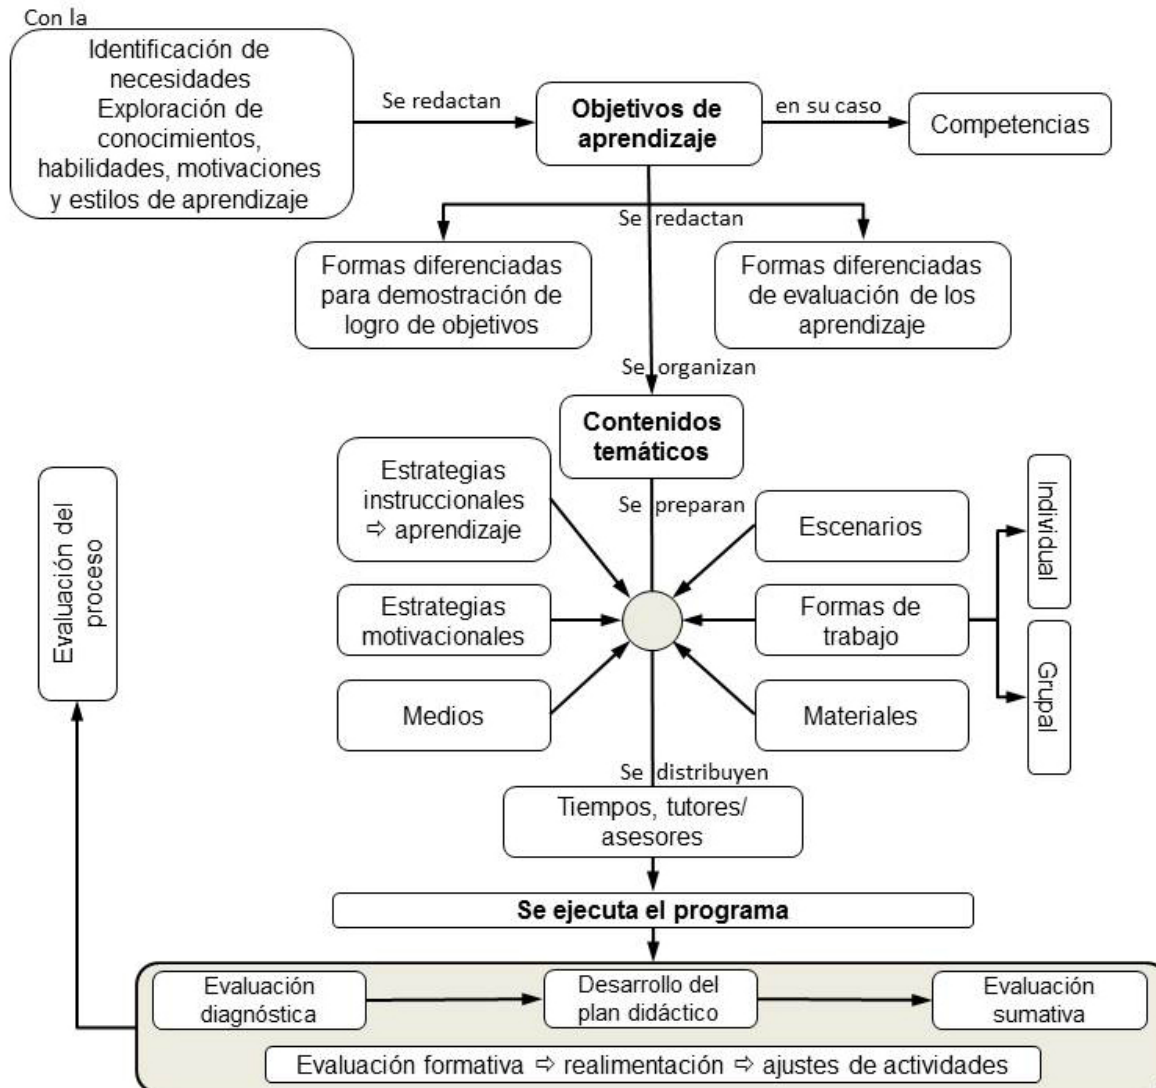 Con la
Identificación de
necesidades
Exploración de
conocimientos,
habilidades, motivaciones
y estilos de aprendizaje
Se redactan
Objetivos de
aprendizaje
en su caso
Competencias
Se redactan
Formas diferenciadas
para demostración de
logro de objetivos
Formas diferenciadas
de evaluación de los
aprendizaje
Se organizan
Contenidos
temáticos
Se preparan
Estrategias
instruccionales
⇨ aprendizaje
Estrategias
motivacionales
Medios
Escenarios
Formas de
trabajo
Materiales
Individual
Grupal
Evaluación del
proceso
Se distribuyen
Tiempos, tutores/
asesores
Se ejecuta el programa
Evaluación
diagnóstica
Desarrollo del
plan didáctico
Evaluación
sumativa
Evaluación formativa ⇨ realimentación ⇨ ajustes de actividades